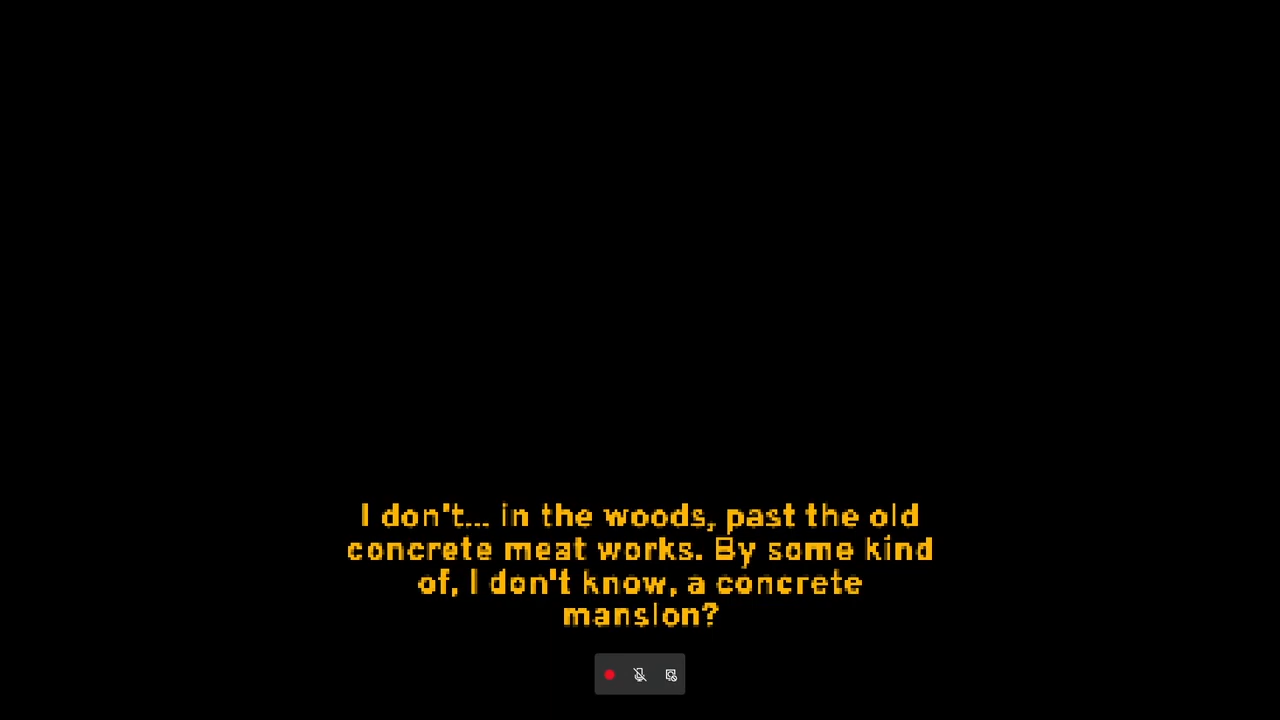 I don't... in the woods, past the old
concrete meat works. By some kind
of, I don't know, a concrete
mansion?